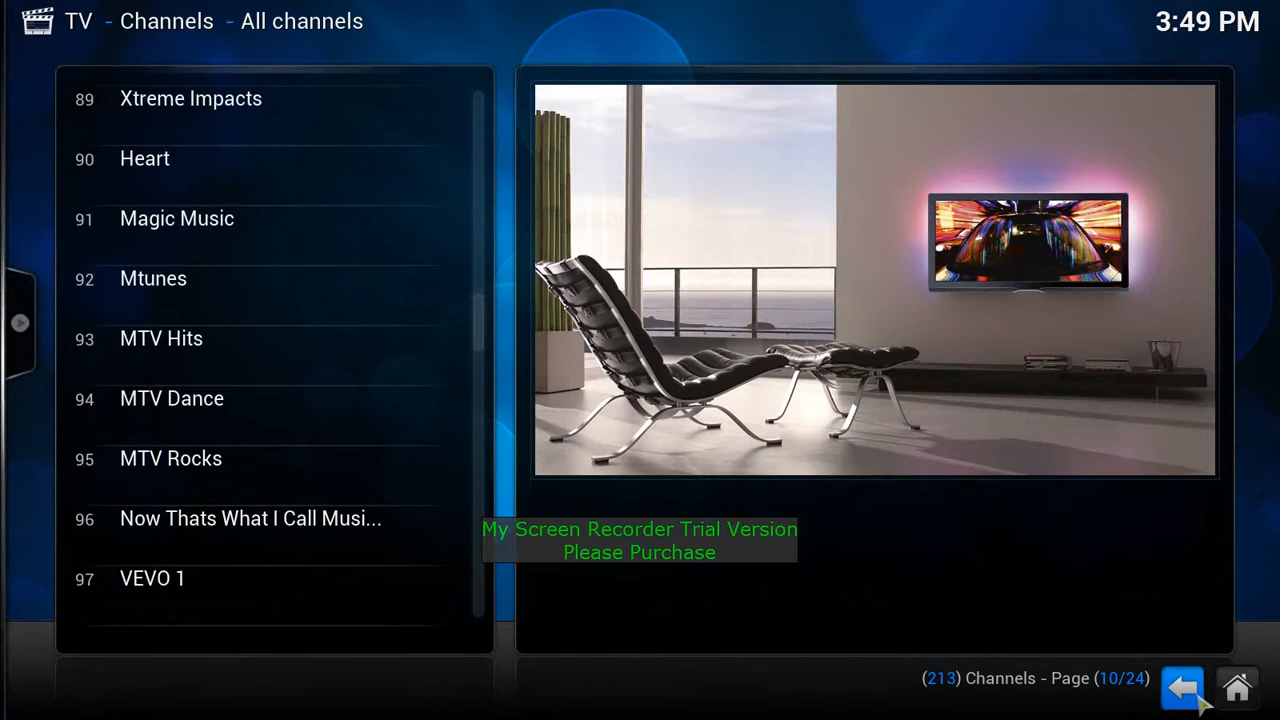 TV - Channels - All channels
3:49 PM
89 Xtreme Impacts
90 Heart
91 Magic Music
92 Mtunes
93 MTV Hits
94 MTV Dance
95 MTV Rocks
96 Now Thats What I Call Musi...
97 VEVO 1
My Screen Recorder Trial Version
Please Purchase
(213) Channels - Page (10/24)